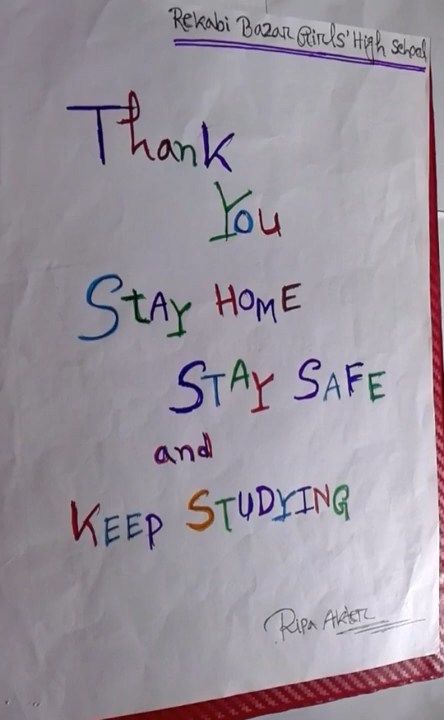 Rekabi Bazar Girls' High School
Thank
You
StAY HOME
STAY SAFE
and
KEEP STUDYING
Ripa Akter